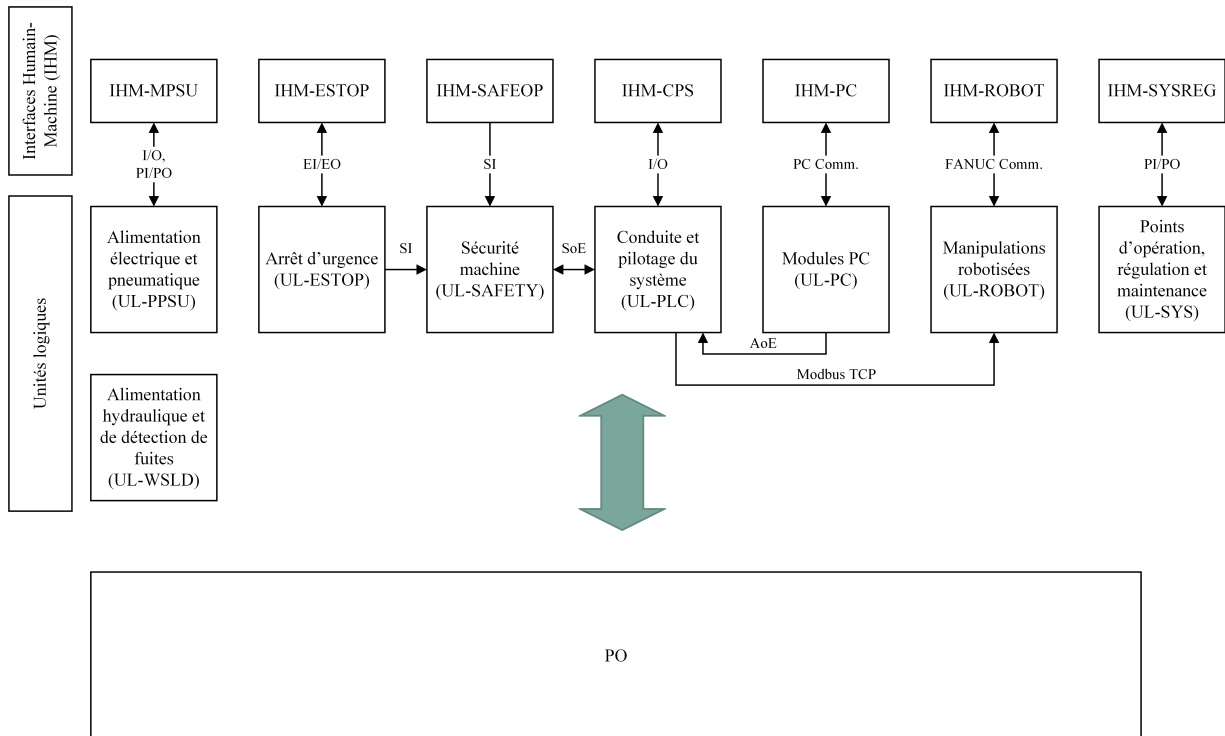 Interfaces Humain-
Machine (IHM)
IHM-MPSU
IHM-ESTOP
IHM-SAFEOP
IHM-CPS
IHM-PC
IHM-ROBOT
IHM-SYSREG
I/O,
PI/PO
EI/EO
SI
I/O
PC Comm.
FANUC Comm.
PI/PO
Unités logiques
Alimentation
électrique et
pneumatique
(UL-PPSU)
Arrêt d’urgence
(UL-ESTOP)
SI
Sécurité
machine
(UL-SAFETY)
SoE
Conduite et
pilotage du
système
(UL-PLC)
Modules PC
(UL-PC)
Manipulations
robotisées
(UL-ROBOT)
Points
d’opération,
régulation et
maintenance
(UL-SYS)
AoE
Modbus TCP
Alimentation
hydraulique et
de détection de
fuites
(UL-WSLD)
PO